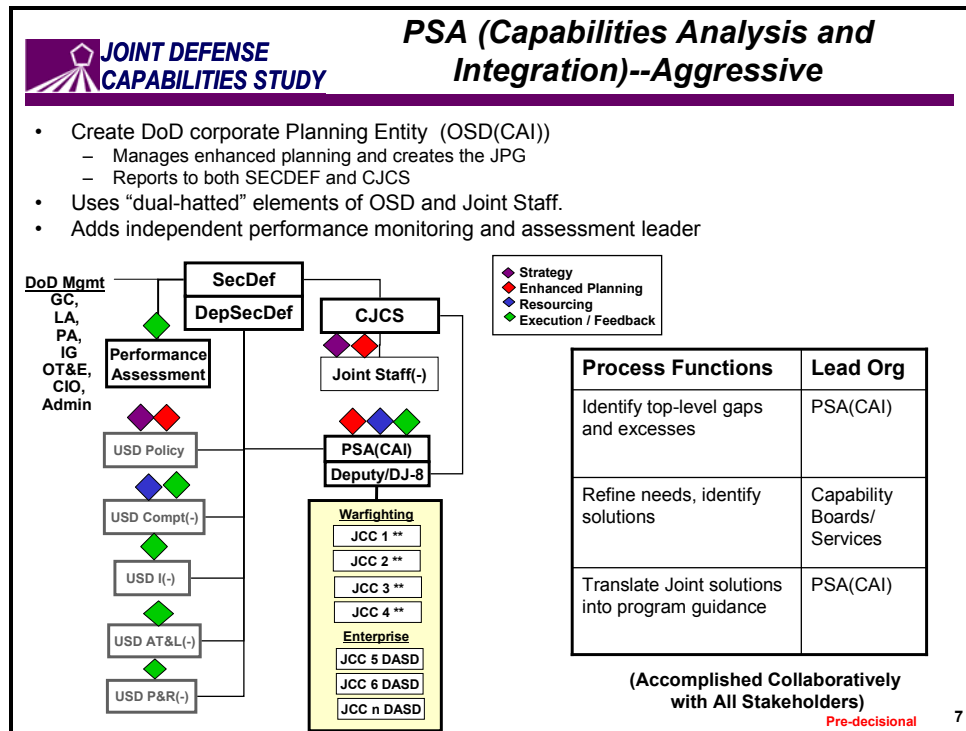 JOINT DEFENSE
CAPABILITIES STUDY
PSA (Capabilities Analysis and
Integration)--Aggressive
• Create DoD corporate Planning Entity (OSD(CAI))
– Manages enhanced planning and creates the JPG
– Reports to both SECDEF and CJCS
• Uses “dual-hatted” elements of OSD and Joint Staff.
• Adds independent performance monitoring and assessment leader
DoD Mgmt
GC,
LA,
PA,
IG
OT&E,
CIO,
Admin
SecDef
DepSecDef
CJCS
Performance
Assessment
Joint Staff(-)
USD Policy
PSA(CAI)
Deputy/DJ-8
USD Compt(-)
USD I(-)
USD AT&L(-)
USD P&R(-)
Warfighting
JCC 1 **
JCC 2 **
JCC 3 **
JCC 4 **
Enterprise
JCC 5 DASD
JCC 6 DASD
JCC n DASD
Strategy
Enhanced Planning
Resourcing
Execution / Feedback
Process Functions Lead Org
Identify top-level gaps PSA(CAI)
and excesses
Refine needs, identify Capability
solutions Boards/
Services
Translate Joint solutions PSA(CAI)
into program guidance
(Accomplished Collaboratively
with All Stakeholders)
Pre-decisional 7